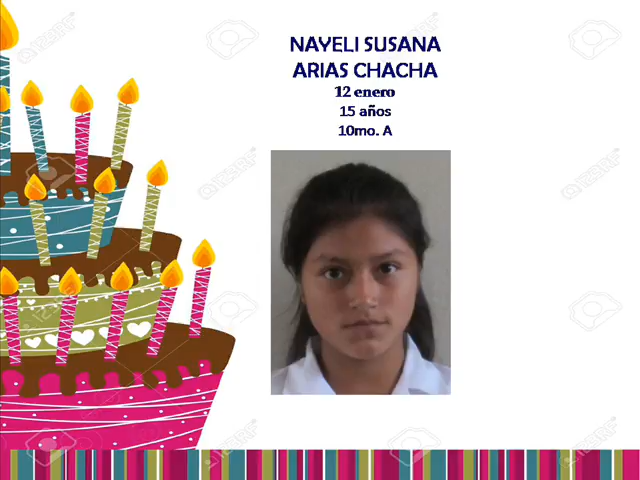 NAYELI SUSANA
ARIAS CHACHA
12 enero
15 años
10mo. A